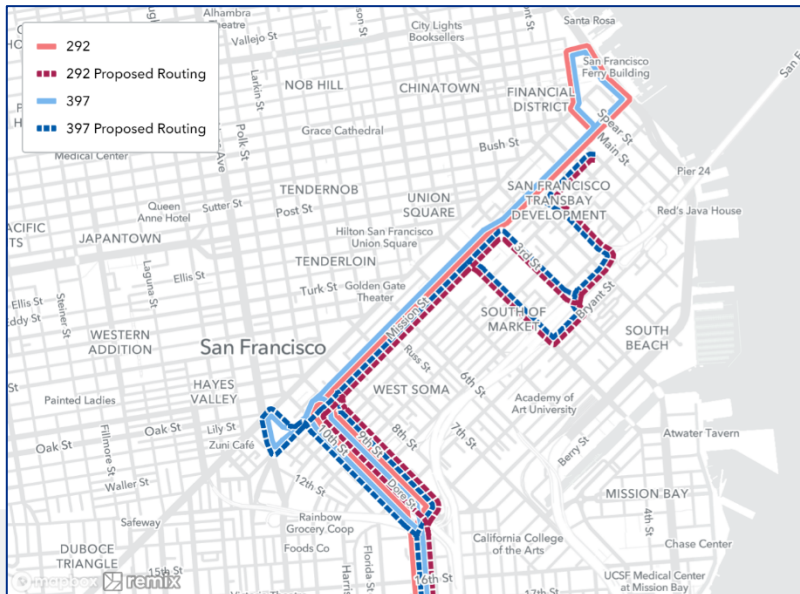 292
292 Proposed Routing
397
397 Proposed Routing
Alhambra
Theatre
Vallejo St
City Lights
Booksellers
Santa Rosa
San Francisco
Ferry Building
Larkin St
Polk St
NOB HILL
CHINATOWN
FINANCIAL
DISTRICT
Spear St
Main St
Medical Center
Grace Cathedral
Bush St
Pier 24
TENDERNOB
SAN FRANCISCO
TRANSBAY
DEVELOPMENT
Queen
Anne Hotel
Sutter St
Post St
UNION
SQUARE
Red's Java House
JAPANTOWN
Hilton San Francisco
Union Square
3rd St
TENDERLOIN
Laguna St
Ellis St
Turk St
Golden Gate
Theater
Bryant St
Ellis St
Eddy St
Steiner St
Mission St
SOUTH OF
MARKET
SOUTH
BEACH
WESTERN
ADDITION
San Francisco
Russ St
6th St
HAYES
VALLEY
WEST SOMA
Academy of
Art University
Painted Ladies
Oak St
Oak St
Lily St
Zuni Café
10th St
9th St
8th St
7th St
Atwater Tavern
Fillmore St
Berry St
Waller St
12th St
Dore St
MISSION BAY
Safeway
Rainbow
Grocery Coop
4th St
Foods Co
California College
of the Arts
Chase Center
DUBOCE
TRIANGLE
15th St
Florida St
16th St
17th St
UCSF Medical Center
at Mission Bay
mapbox remix